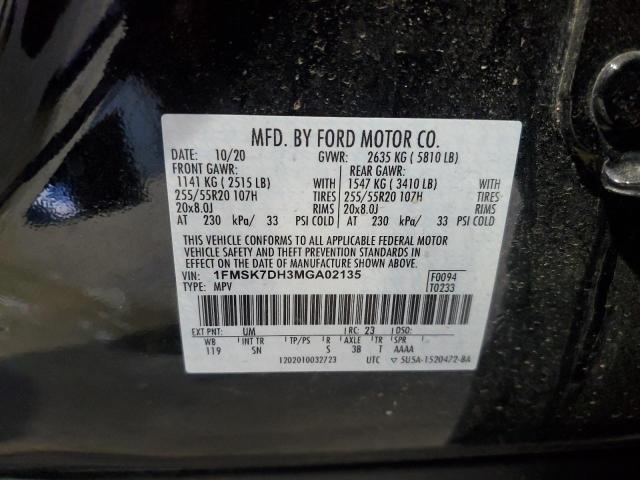 MFD. BY FORD MOTOR CO.
DATE: 10/20 GVWR: 2635 KG ( 5810 LB)
FRONT GAWR: REAR GAWR:
1141 KG ( 2515 LB) WITH 1547 KG ( 3410 LB) WITH
255/55R20 107H TIRES 255/55R20 107H TIRES
20x8.0J RIMS 20x8.0J RIMS
AT 230 kPa/ 33 PSI COLD AT 230 kPa/ 33 PSI COLD
THIS VEHICLE CONFORMS TO ALL APPLICABLE FEDERAL MOTOR
VEHICLE SAFETY AND THEFT PREVENTION STANDARDS IN
EFFECT ON THE DATE OF MANUFACTURE SHOWN ABOVE.
VIN: 1FMSK7DH3MGA02135 F0094
TYPE: MPV T0233
EXT PNT: UM RC: 23 DSO:
WB INT TR TP/PS R AXLE TR SPR
119 SN S 3B T AAAA
1202010032723 UTC ▽ 5U5A-1520472-BA